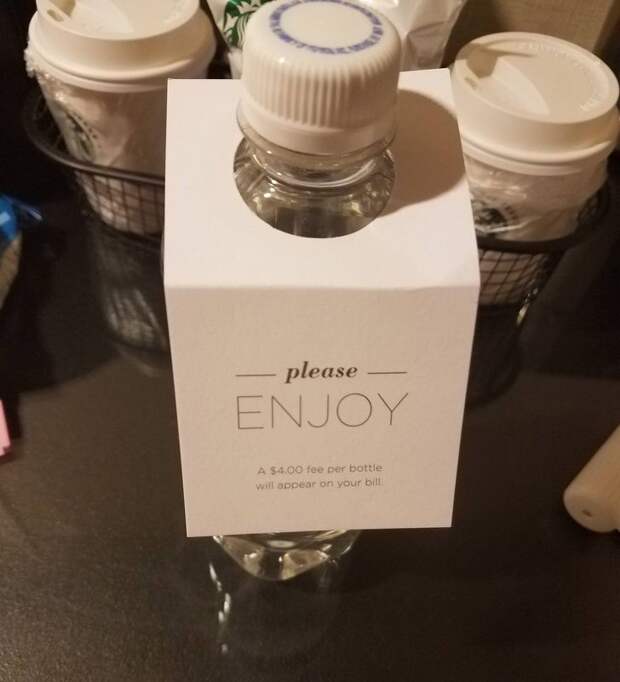 please
ENJOY
A $4.00 fee per bottle
will appear on your bill.